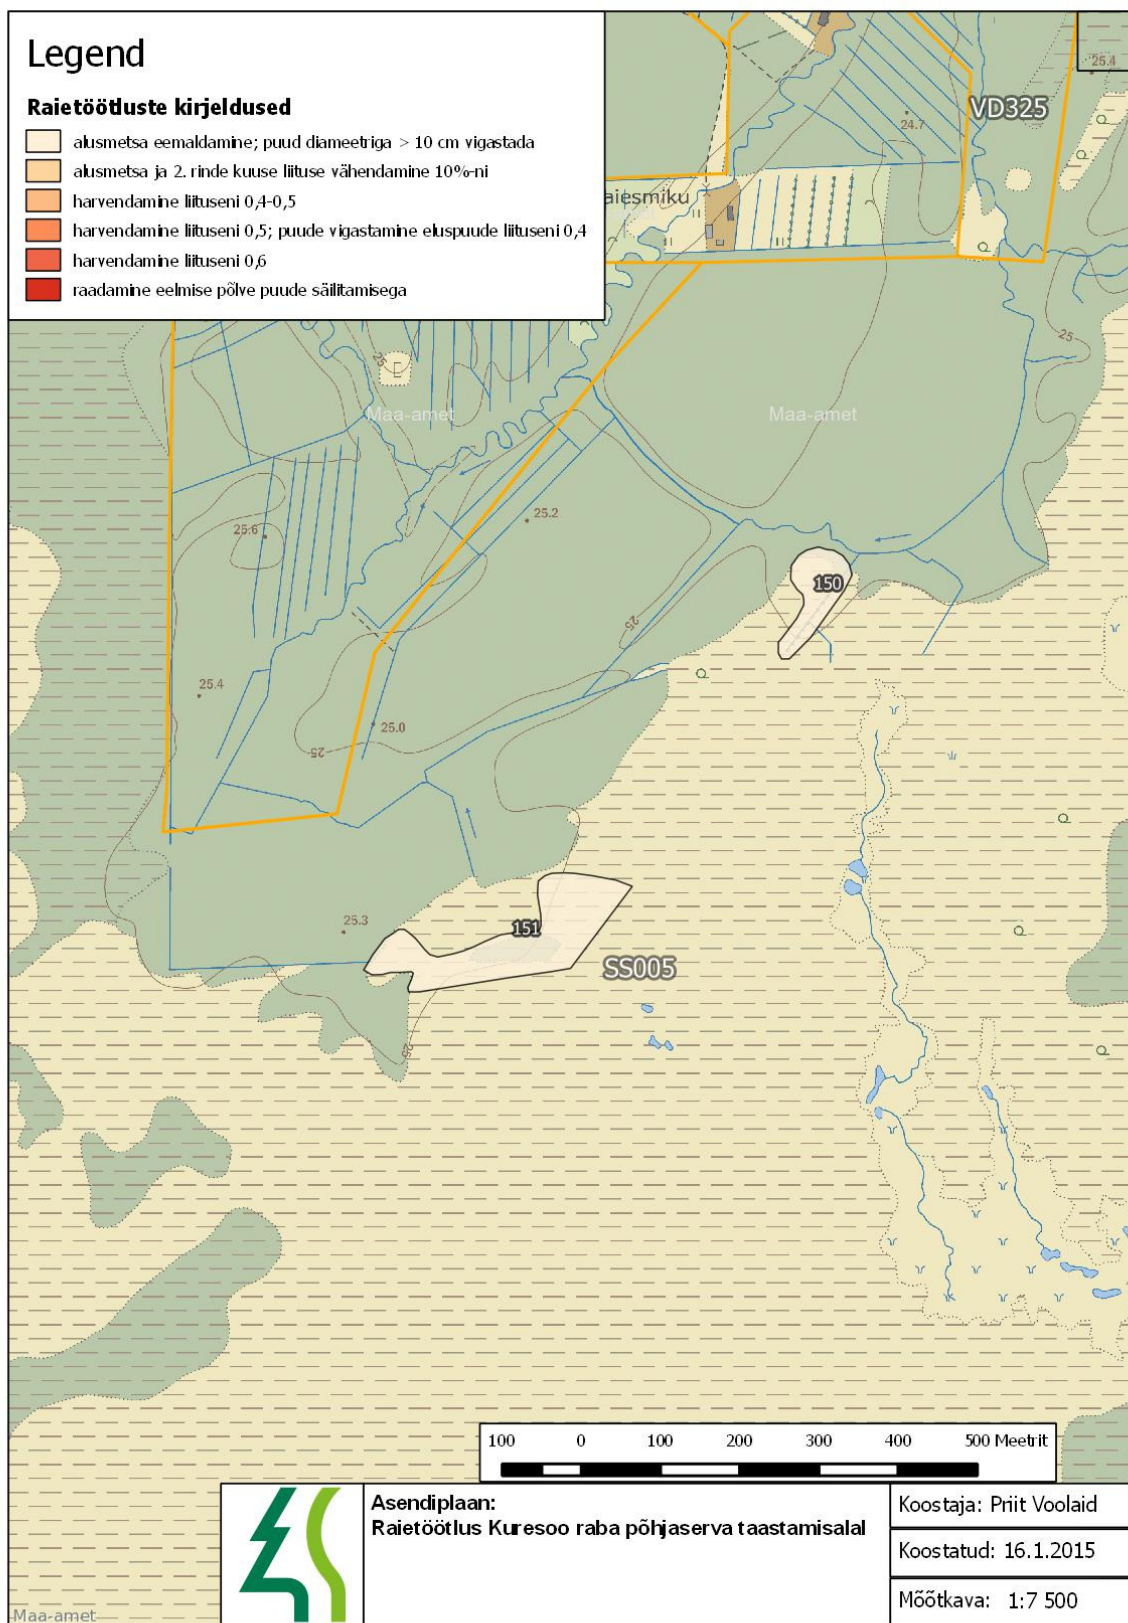 Legend
Raietöötluste kirjeldused
alusmetsa eemaldamine; puud diameetriga > 10 cm vigastada
alusmetsa ja 2. rinde kuuse liituse vähendamine 10%-ni
harvendamine liituseni 0,4-0,5
harvendamine liituseni 0,5; puude vigastamine eluspuude liituseni 0,4
harvendamine liituseni 0,6
raadamine eelmise põlve puude säilitamisega
25.4
VD325
24.7
aiesmiku
25
25
Maa-amet
Maa-amet
25.6
25.2
150
25
25.4
25.0
25
25.3
151
SS005
25
100 0 100 200 300 400 500 Meetrit
Asendiplaan:
Raietöötlus Kuresoo raba põhjaserva taastamisalal
Koostaja: Priit Voolaid
Koostatud: 16.1.2015
Mõõtkava: 1:7 500
Maa-amet